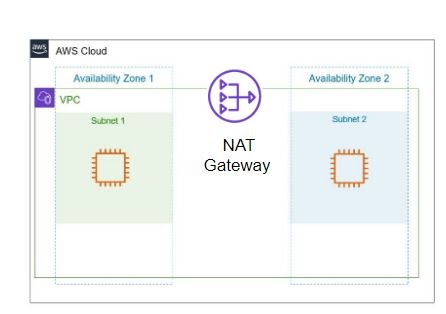 aws
AWS Cloud
Availability Zone 1
Availability Zone 2
VPC
Subnet 1
Subnet 2
NAT
Gateway